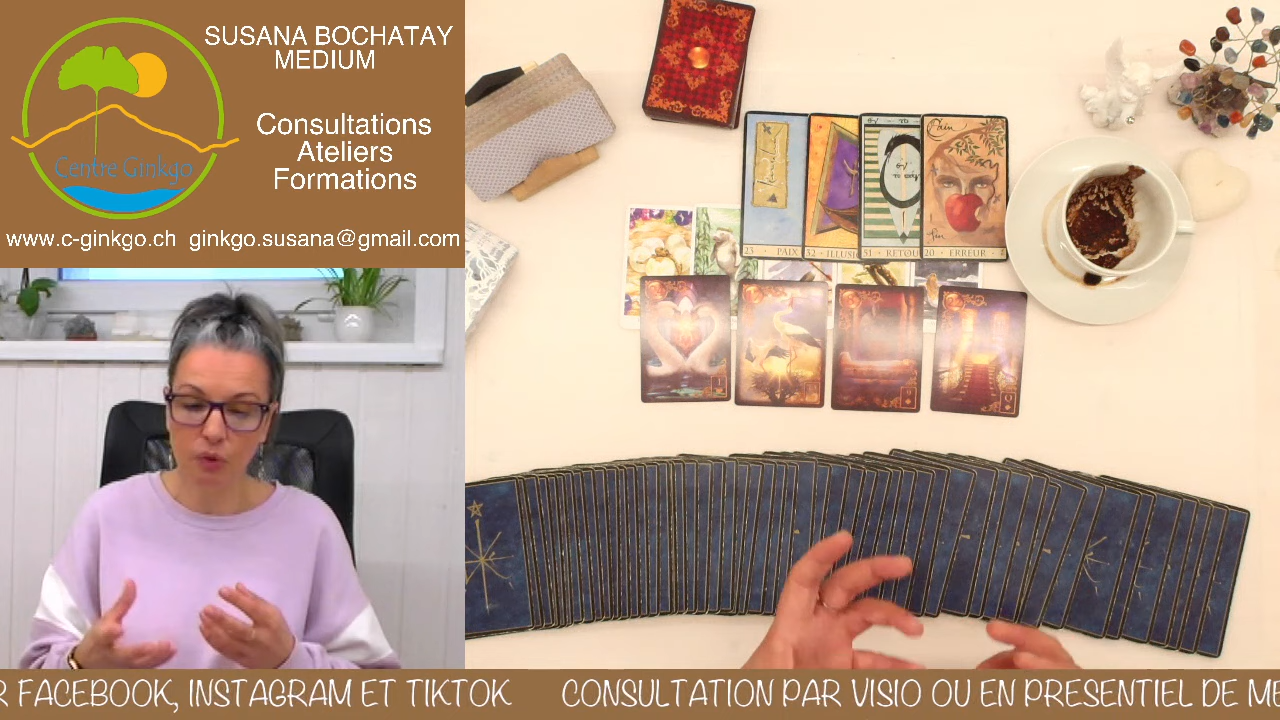 SUSANA BOCHATAY
MEDIUM
Consultations
Ateliers
Formations
Centre Ginkgo
www.c-ginkgo.ch ginkgo.susana@gmail.com
23 PAIX
32 ILLUSI
51 RETOU
20 ERREUR
R FACEBOOK, INSTAGRAM ET TIKTOK CONSULTATION PAR VISIO OU EN PRESENTIEL DE ME